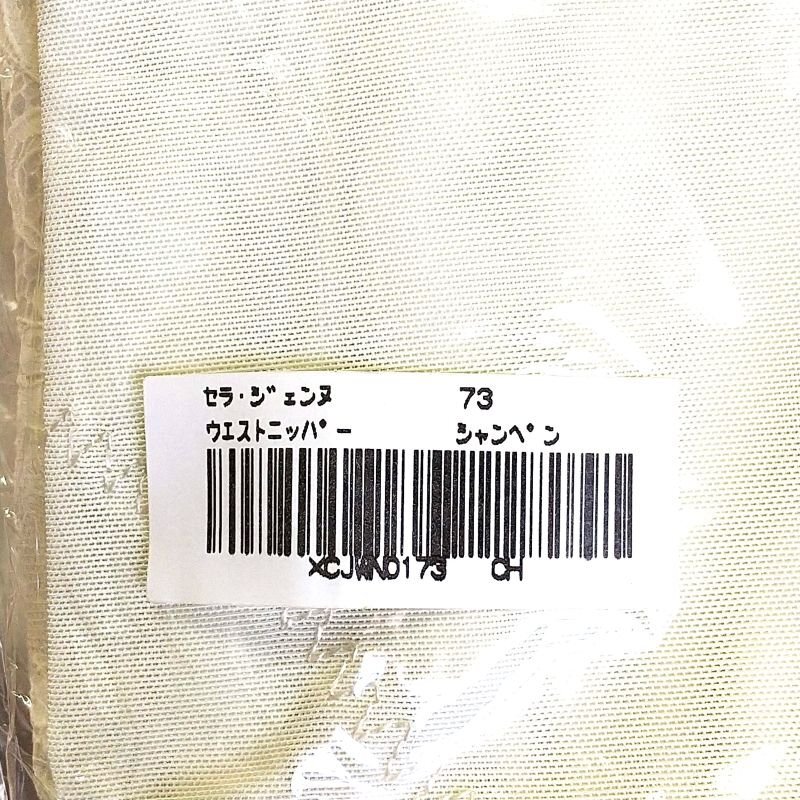 ｾﾗ･ｼﾞｪﾝﾇ 73
ｳｴｽﾄﾆｯﾊﾟｰ ｼｬﾝﾍﾟﾝ
XCJWN0173 CH